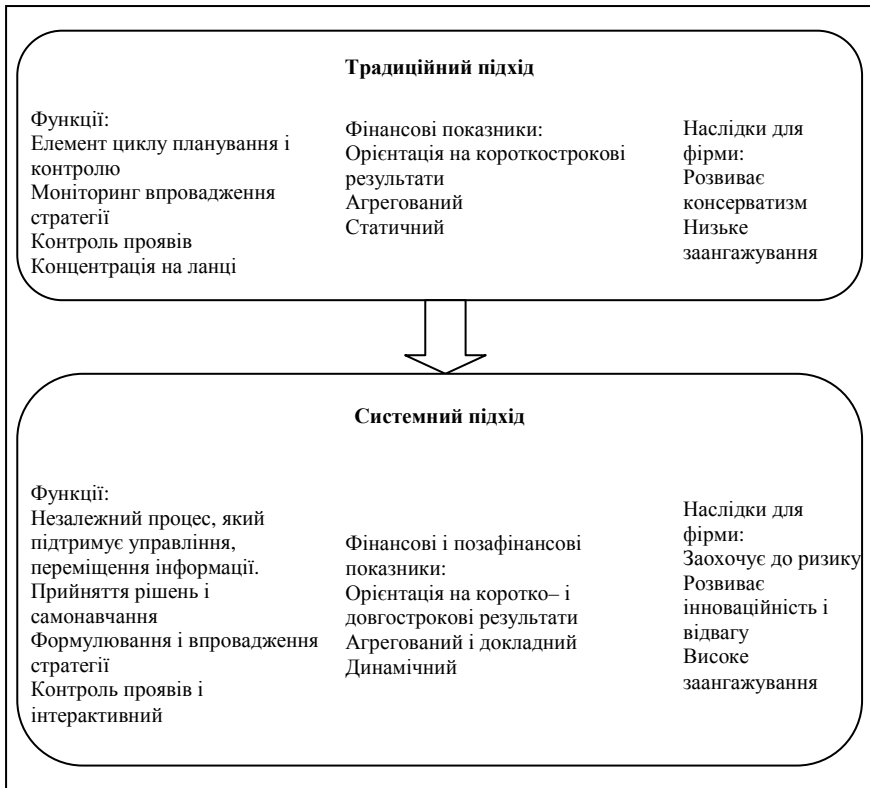 Традиційний підхід
Функції:
Елемент циклу планування і
контролю
Моніторинг впровадження
стратегії
Контроль проявів
Концентрація на ланці
Фінансові показники:
Орієнтація на короткострокові
результати
Агрегований
Статичний
Наслідки для
фірми:
Розвиває
консерватизм
Низьке
заангажування
Системний підхід
Функції:
Незалежний процес, який
підтримує управління,
переміщення інформації.
Прийняття рішень і
самонавчання
Формулювання і впровадження
стратегії
Контроль проявів і
інтерактивний
Фінансові і позафінансові
показники:
Орієнтація на коротко– і
довгострокові результати
Агрегований і докладний
Динамічний
Наслідки для
фірми:
Заохочує до ризику
Розвиває
інноваційність і
відвагу
Високе
заангажування